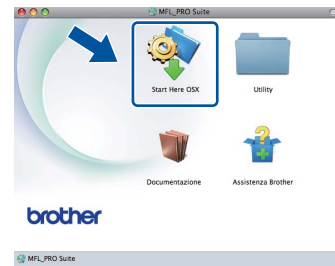 MFL_PRO Suite
Start Here OSX
Utility
Documentazione
Assistenza Brother
brother
MFL_PRO Suite